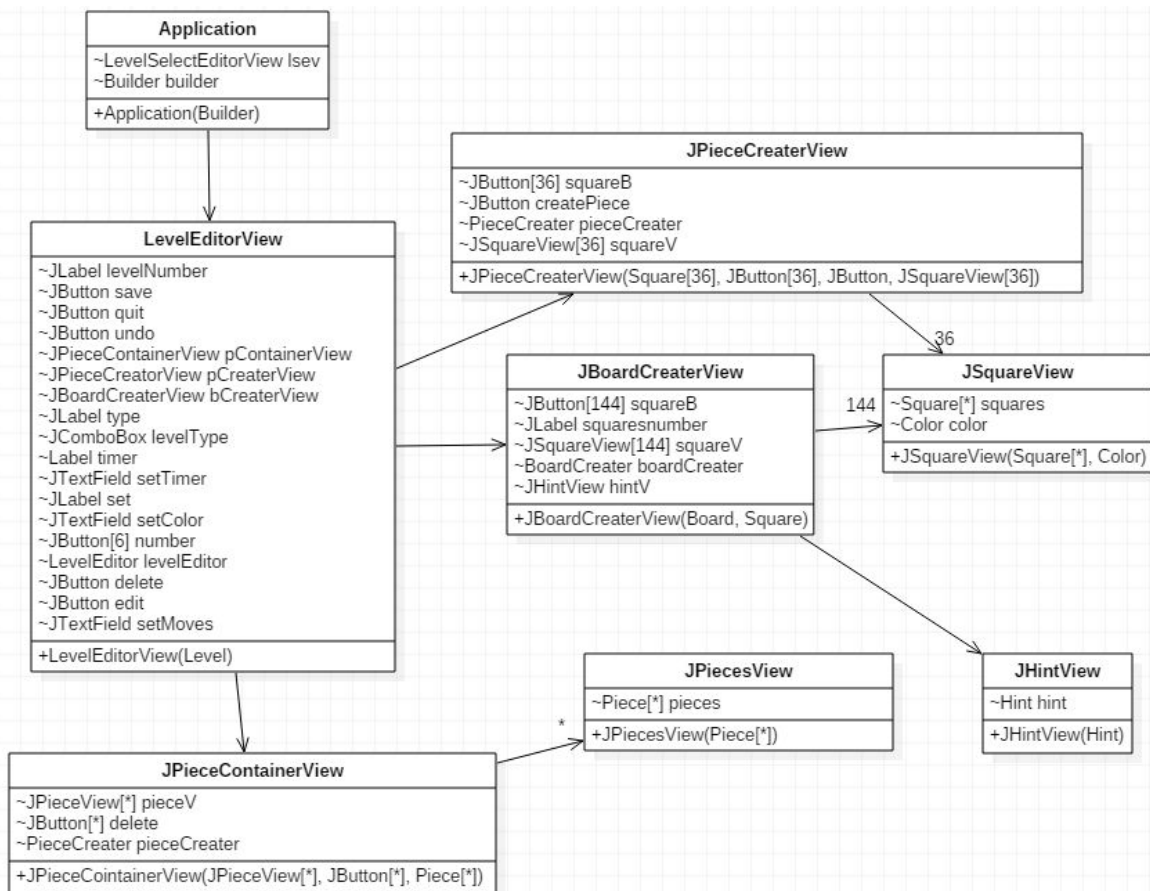 Application
~LevelSelectEditorView lsev
~Builder builder
+Application(Builder)
JPieceCreaterView
~JButton[36] squareB
~JButton createPiece
~PieceCreater pieceCreater
~JSquareView[36] squareV
+JPieceCreaterView(Square[36], JButton[36], JButton, JSquareView[36])
LevelEditorView
~JLabel levelNumber
~JButton save
~JButton quit
~JButton undo
~JPieceContainerView pContainerView
~JPieceCreatorView pCreaterView
~JBoardCreaterView bCreaterView
~JLabel type
~JComboBox levelType
~Label timer
~JTextField setTimer
~JLabel set
~JTextField setColor
~JButton[6] number
~LevelEditor levelEditor
~JButton delete
~JButton edit
~JTextField setMoves
+LevelEditorView(Level)
36
JBoardCreaterView
~JButton[144] squareB
~JLabel squaresnumber
~JSquareView[144] squareV
~BoardCreater boardCreater
~JHintView hintV
+JBoardCreaterView(Board, Square)
144
JSquareView
~Square[*] squares
~Color color
+JSquareView(Square[*], Color)
JPiecesView
~Piece[*] pieces
+JPiecesView(Piece[*])
*
JHintView
~Hint hint
+JHintView(Hint)
JPieceContainerView
~JPieceView[*] pieceV
~JButton[*] delete
~PieceCreater pieceCreater
+JPieceCointainerView(JPieceView[*], JButton[*], Piece[*])